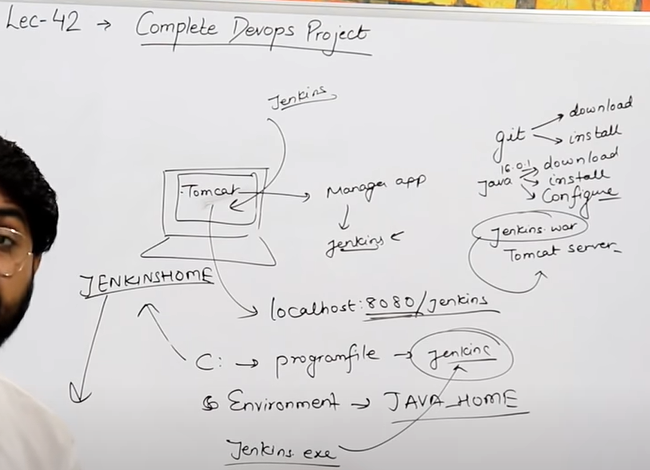 Lec-42 → Complete Devops Project
Jenkins
Tomcat → Manager app
↓
jenkins
git → download
→ install
Java 16.0.1 → download
→ install
→ Configure
Jenkins.war
Tomcat server
JENKINSHOME
localhost:8080/jenkins
C: → programfile → jenkins
Environment → JAVA_HOME
Jenkins exe